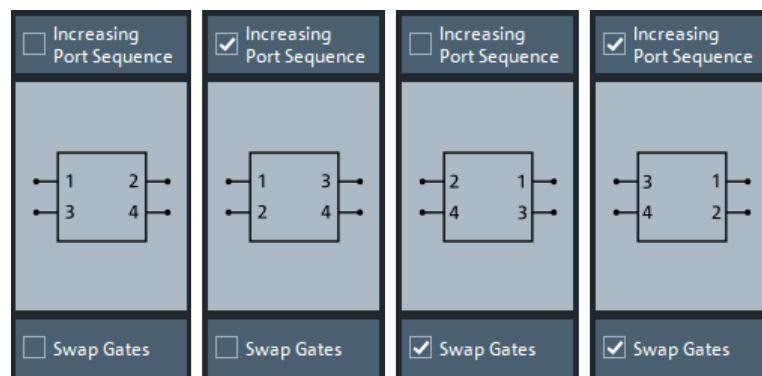 Increasing
Port Sequence
1 2
3 4
Swap Gates
Increasing
Port Sequence
1 3
2 4
Swap Gates
Increasing
Port Sequence
2 1
4 3
Swap Gates
Increasing
Port Sequence
3 1
4 2
Swap Gates